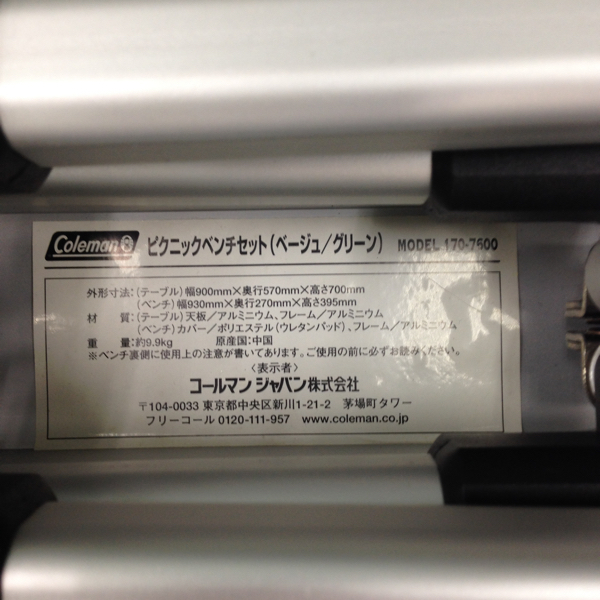 Coleman® ピクニックベンチセット(ベージュ/グリーン) MODEL 170-7600
外形寸法:(テーブル)幅900mm×奥行570mm×高さ700mm
(ベンチ)幅930mm×奥行270mm×高さ395mm
材 質:(テーブル)天板/アルミニウム、フレーム/アルミニウム
(ベンチ)カバー/ポリエステル(ウレタンパッド)、フレーム/アルミニウム
重 量:約9.9kg 原産国:中国
※ベンチ裏側に使用上の注意が書いてあります。ご使用の前に必ずお読みください。
〈表示者〉
コールマン ジャパン株式会社
〒104-0033 東京都中央区新川1-21-2 茅場町タワー
フリーコール 0120-111-957 www.coleman.co.jp